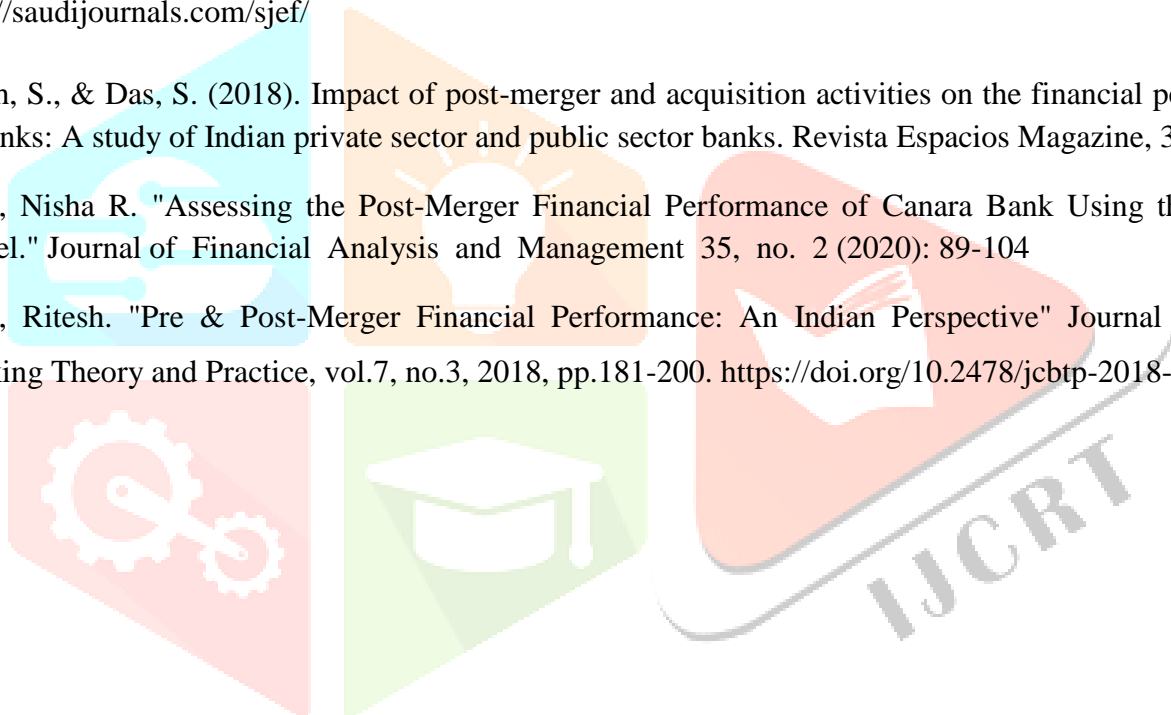 //saudijournals.com/sjef/
n, S., & Das, S. (2018). Impact of post-merger and acquisition activities on the financial pe
nks: A study of Indian private sector and public sector banks. Revista Espacios Magazine, 3
, Nisha R. "Assessing the Post-Merger Financial Performance of Canara Bank Using th
el." Journal of Financial Analysis and Management 35, no. 2 (2020): 89-104
, Ritesh. "Pre & Post-Merger Financial Performance: An Indian Perspective" Journal
king Theory and Practice, vol.7, no.3, 2018, pp.181-200. https://doi.org/10.2478/jcbtp-2018-
IJCRT